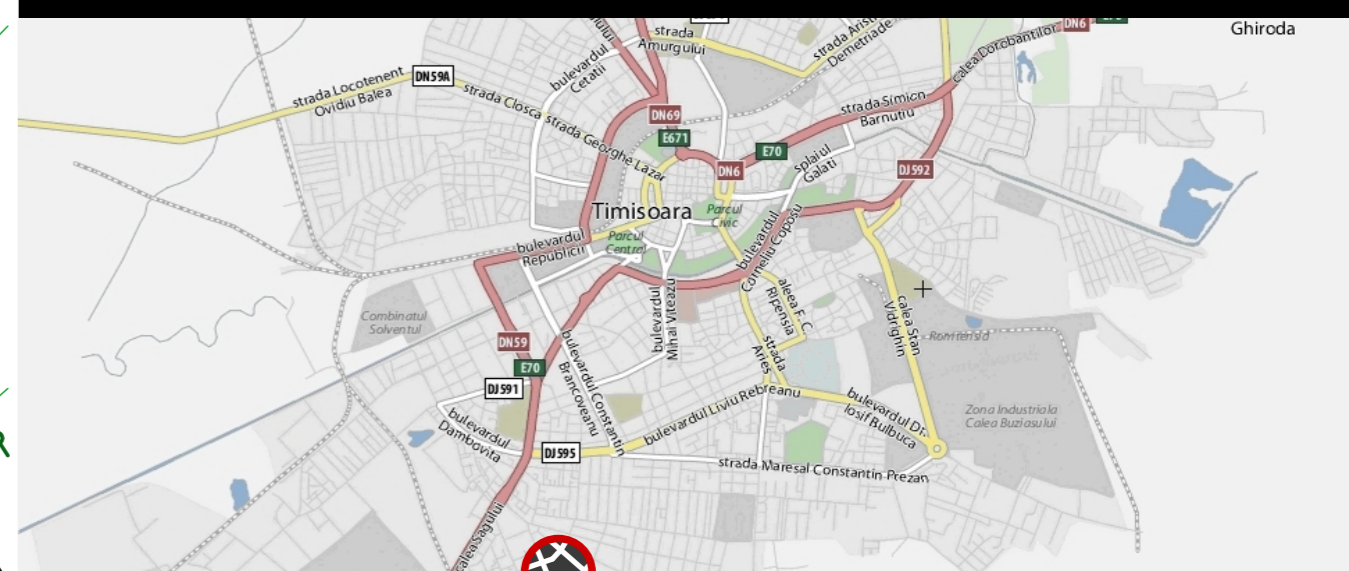 DN6
Ghiroda
strada
Amurgului
strada Aristi
Demetriade
calea Dorobantilor
bulevardul
Cetatii
DN59A
strada Locotenent
Ovidiu Balea
strada Closca
strada Simion
Barnutiu
DN69
strada Geozghe Lazar
E671
E70
DN6
splaiul
Galati
DJ592
Timisoara
Parcul
Civic
bulevardul
Republicii
Parcul
Central
bulevardul
Corneliu Coposu
bulevardul
Mihai Viteazu
aleea F. C.
Ripensia
calea Stan
Vidrighin
Combinatul
Solventul
Romtensid
DN59
E70
DJ591
bulevardul Constantin
Brancoveanu
strada
Aries
bulevardul Liviu Rebreanu
bulevardul Dr.
Iosif Bulbuca
Zona Industriala
Calea Buziasului
bulevardul
Dambovita
DJ595
strada Maresal Constantin Prezan
calea Sagului